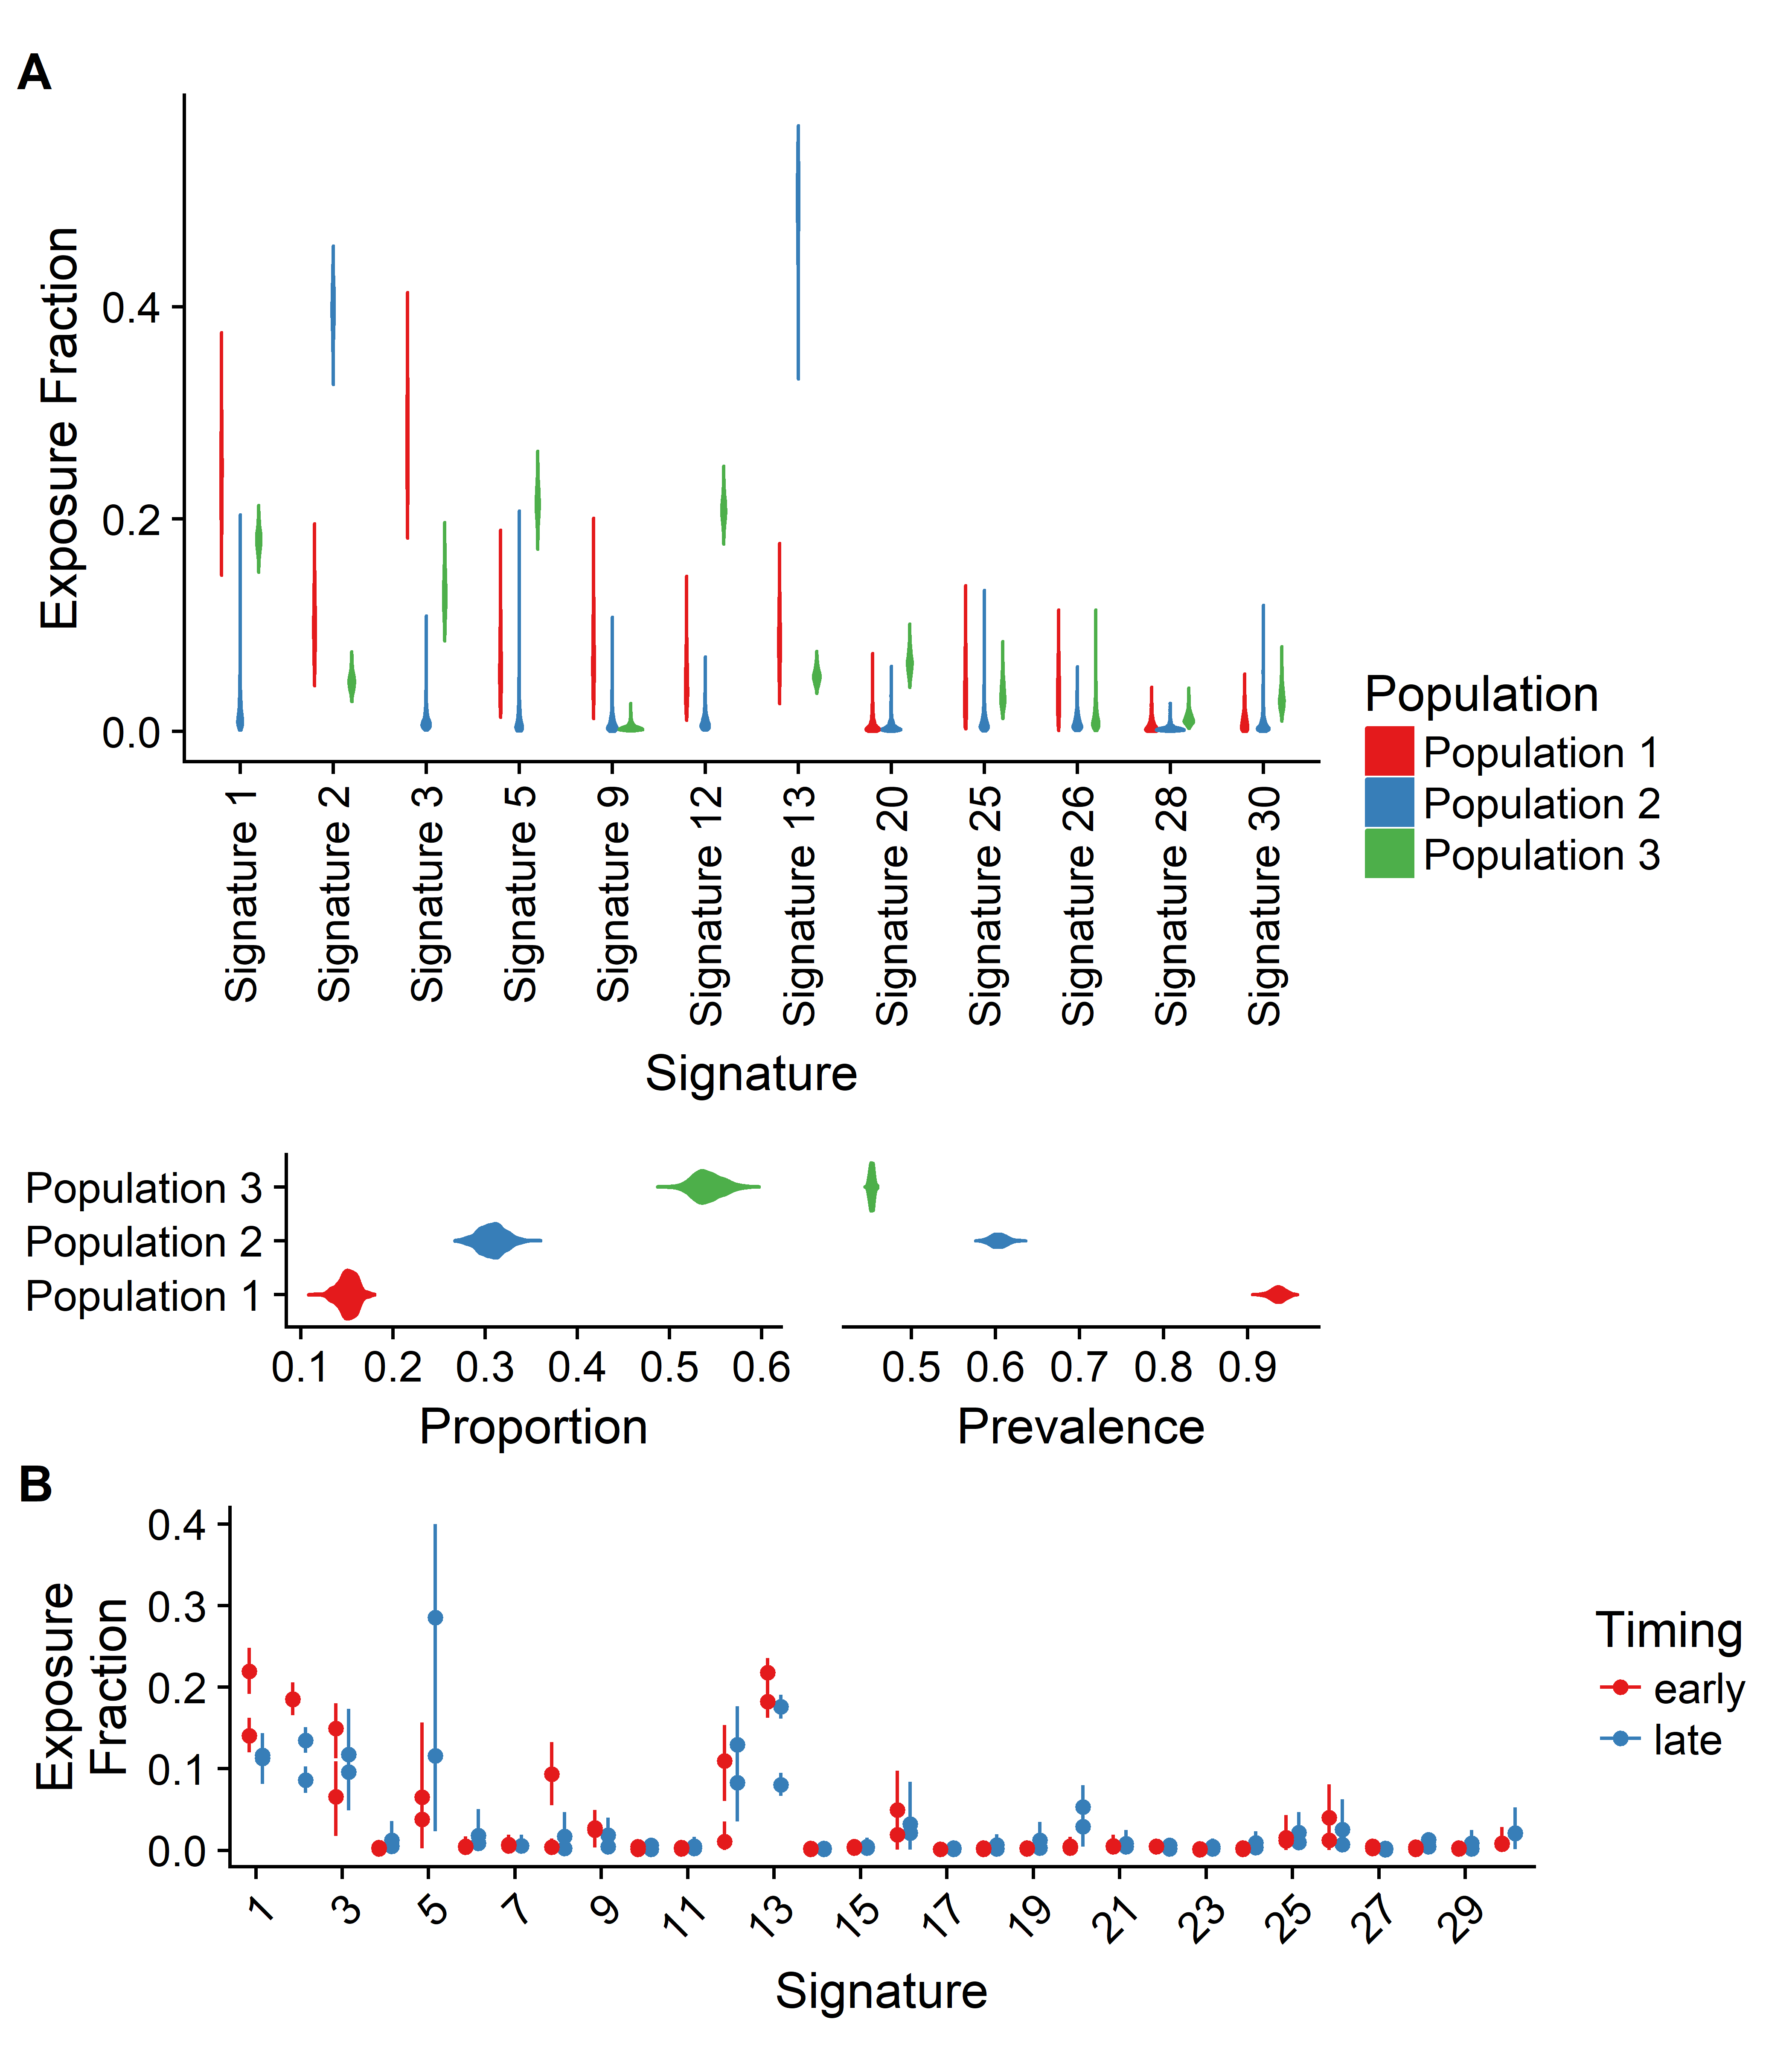 A
Exposure Fraction
0.4
0.2
0.0
Signature 1
Signature 2
Signature 3
Signature 5
Signature 9
Signature 12
Signature 13
Signature 20
Signature 25
Signature 26
Signature 28
Signature 30
Signature
Population
Population 1
Population 2
Population 3
Population 3
Population 2
Population 1
0.1 0.2 0.3 0.4 0.5 0.6
Proportion
0.5 0.6 0.7 0.8 0.9
Prevalence
B
Exposure
Fraction
0.4
0.3
0.2
0.1
0.0
1 3 5 7 9 11 13 15 17 19 21 23 25 27 29
Signature
Timing
early
late